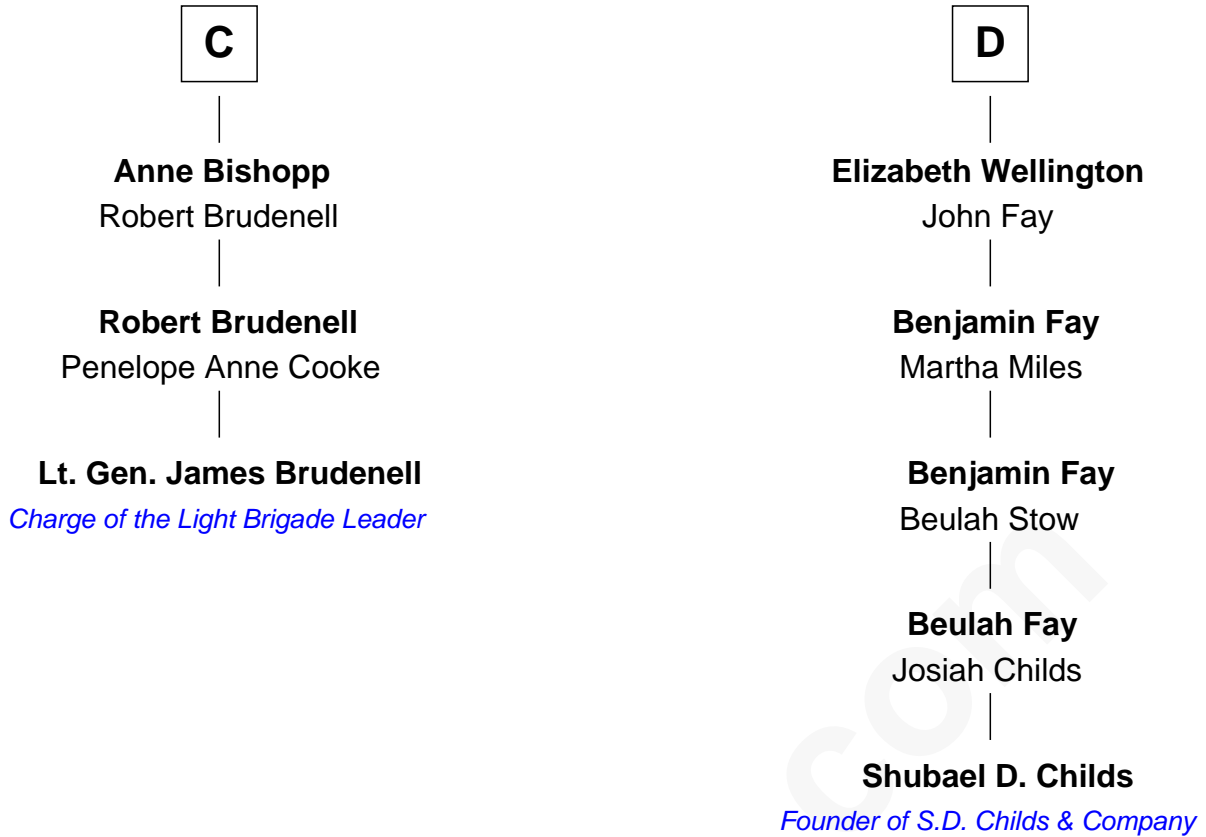 C
Anne Bishopp
Robert Brudenell
Robert Brudenell
Penelope Anne Cooke
Lt. Gen. James Brudenell
Charge of the Light Brigade Leader
D
Elizabeth Wellington
John Fay
Benjamin Fay
Martha Miles
Benjamin Fay
Beulah Stow
Beulah Fay
Josiah Childs
Shubael D. Childs
Founder of S.D. Childs & Company
com